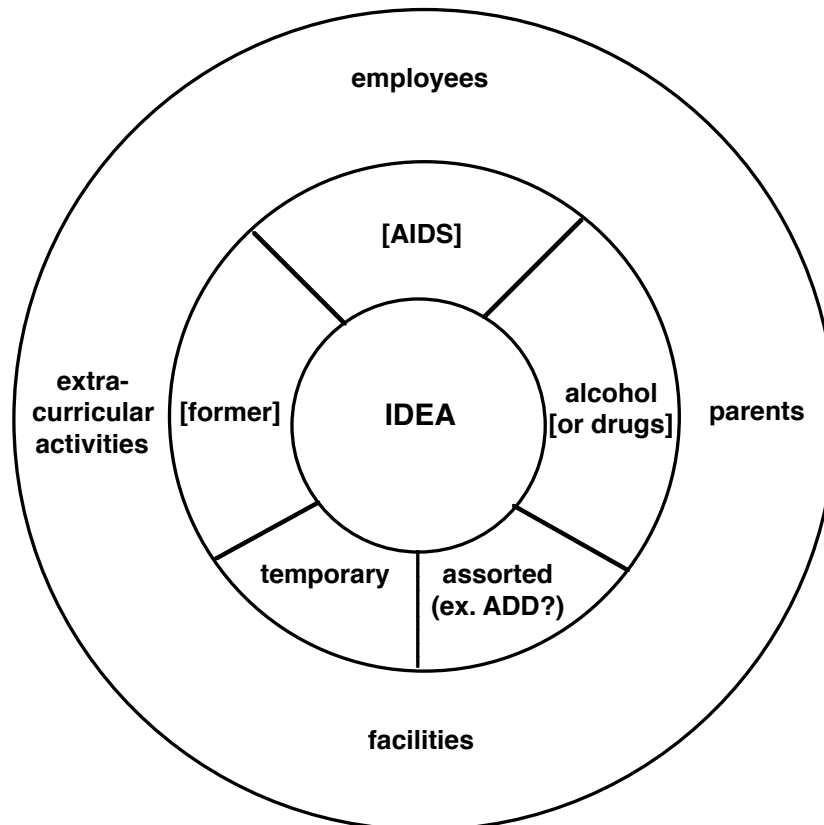 employees
[AIDS]
extra-
curricular
activities
[former]
IDEA
alcohol
[or drugs]
parents
temporary
assorted
(ex. ADD?)
facilities